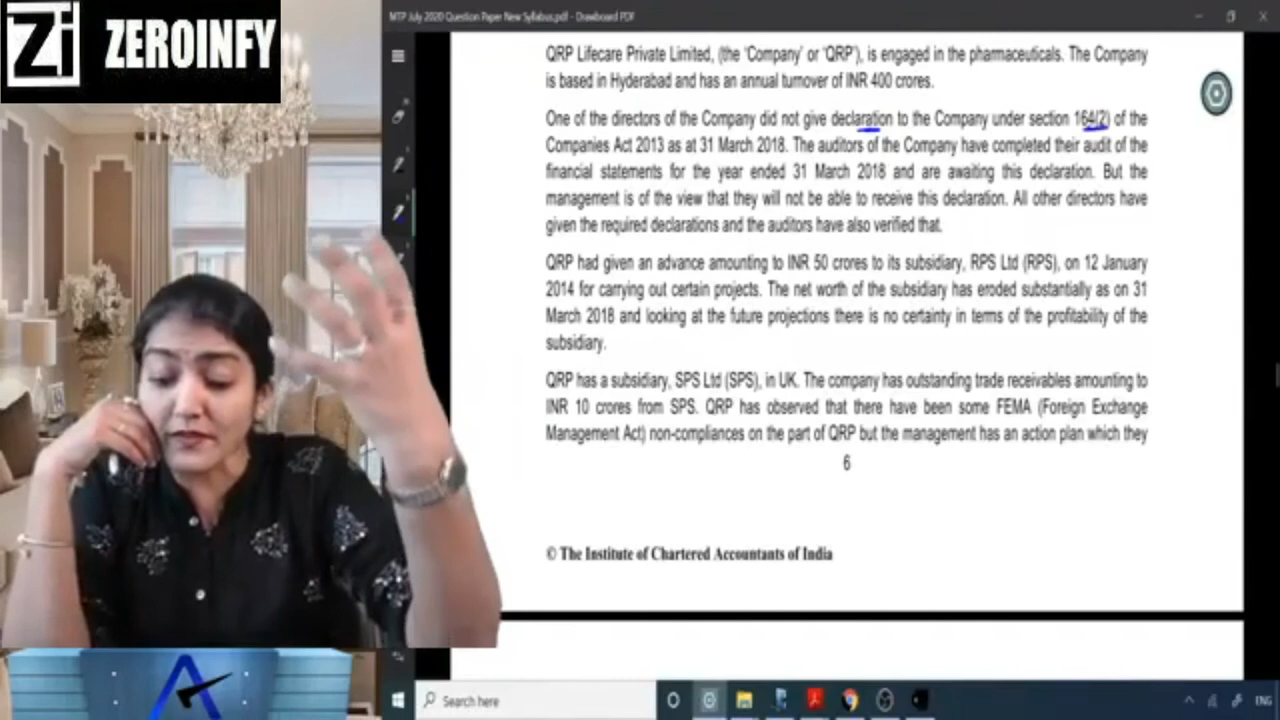 Zi ZEROINFY
MTP July 2020 Question Paper New Syllabus.pdf - Drawboard PDF
QRP Lifecare Private Limited, (the 'Company' or 'QRP'), is engaged in the pharmaceuticals. The Company
is based in Hyderabad and has an annual turnover of INR 400 crores.
One of the directors of the Company did not give declaration to the Company under section 164(2) of the
Companies Act 2013 as at 31 March 2018. The auditors of the Company have completed their audit of the
financial statements for the year ended 31 March 2018 and are awaiting this declaration. But the
management is of the view that they will not be able to receive this declaration. All other directors have
given the required declarations and the auditors have also verified that.
QRP had given an advance amounting to INR 50 crores to its subsidiary, RPS Ltd (RPS), on 12 January
2014 for carrying out certain projects. The net worth of the subsidiary has eroded substantially as on 31
March 2018 and looking at the future projections there is no certainty in terms of the profitability of the
subsidiary.
QRP has a subsidiary, SPS Ltd (SPS), in UK. The company has outstanding trade receivables amounting to
INR 10 crores from SPS. QRP has observed that there have been some FEMA (Foreign Exchange
Management Act) non-compliances on the part of QRP but the management has an action plan which they
6
© The Institute of Chartered Accountants of India
Search here
ENG